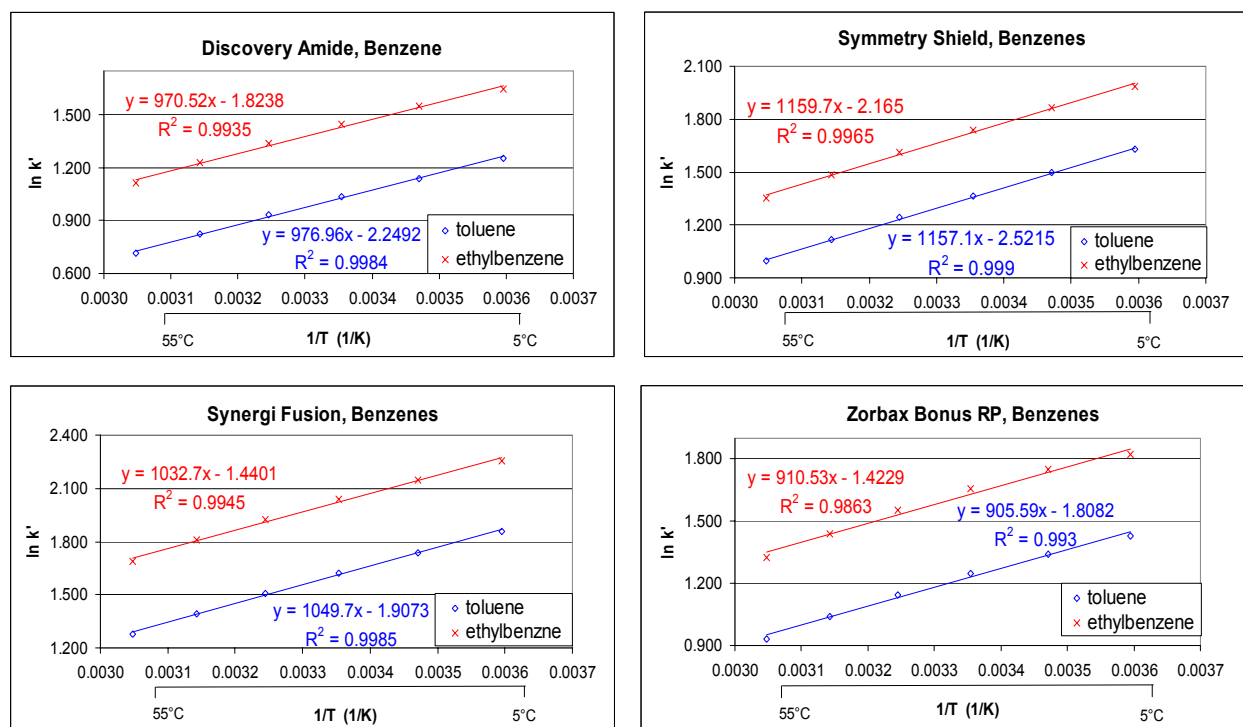 Discovery Amide, Benzene
y = 970.52x - 1.8238
R² = 0.9935
y = 976.96x - 2.2492
R² = 0.9984
toluene
ethylbenzene
ln k'
1.500
1.200
0.900
0.600
0.0030 0.0031 0.0032 0.0033 0.0034 0.0035 0.0036 0.0037
55°C 1/T (1/K) 5°C
Symmetry Shield, Benzenes
y = 1159.7x - 2.165
R² = 0.9965
y = 1157.1x - 2.5215
R² = 0.999
toluene
ethylbenzene
ln k'
2.100
1.800
1.500
1.200
0.900
0.0030 0.0031 0.0032 0.0033 0.0034 0.0035 0.0036 0.0037
55°C 1/T (1/K) 5°C
Synergi Fusion, Benzenes
y = 1032.7x - 1.4401
R² = 0.9945
y = 1049.7x - 1.9073
R² = 0.9985
toluene
ethylbenzne
ln k'
2.400
2.100
1.800
1.500
1.200
0.0030 0.0031 0.0032 0.0033 0.0034 0.0035 0.0036 0.0037
55°C 1/T (1/K) 5°C
Zorbax Bonus RP, Benzenes
y = 910.53x - 1.4229
R² = 0.9863
y = 905.59x - 1.8082
R² = 0.993
toluene
ethylbenzene
ln k'
1.800
1.500
1.200
0.900
0.0030 0.0031 0.0032 0.0033 0.0034 0.0035 0.0036 0.0037
55°C 1/T (1/K) 5°C